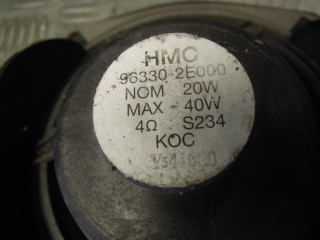 HMC
96330-2E000
NOM 20W
MAX - 40W
4Ω S234
KOC